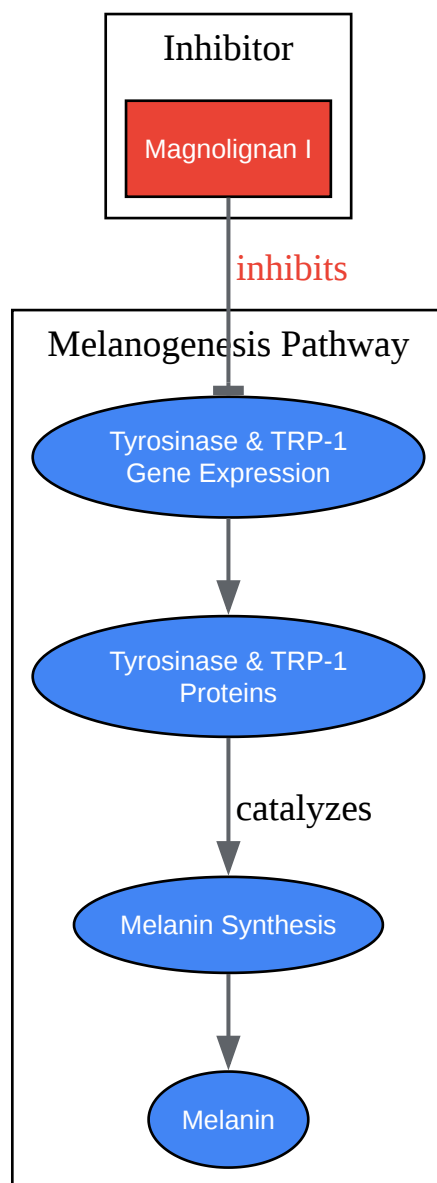 Inhibitor
Magnolignan I
inhibits
Melanogenesis Pathway
Tyrosinase & TRP-1
Gene Expression
Tyrosinase & TRP-1
Proteins
catalyzes
Melanin Synthesis
Melanin